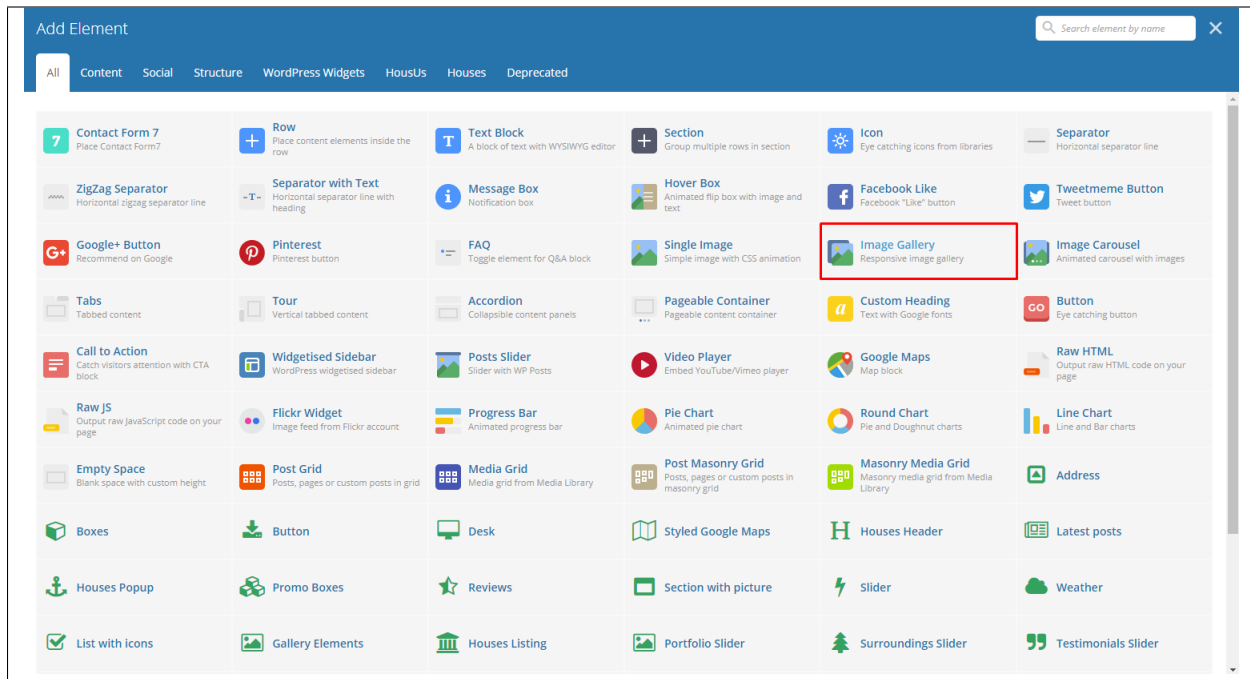 Add Element
Search element by name
All Content Social Structure WordPress Widgets HousUs Houses Deprecated
7
Contact Form 7
Place Contact Form7
Row
Place content elements inside the
row
T
Text Block
A block of text with WYSIWYG editor
Section
Group multiple rows in section
Icon
Eye catching icons from libraries
Separator
Horizontal separator line
ZigZag Separator
Horizontal zigzag separator line
-T-
Separator with Text
Horizontal separator line with
heading
i
Message Box
Notification box
Hover Box
Animated flip box with image and
text
f
Facebook Like
Facebook "Like" button
Tweetmeme Button
Tweet button
G+
Google+ Button
Recommend on Google
Pinterest
Pinterest button
FAQ
Toggle element for Q&A block
Single Image
Simple image with CSS animation
Image Gallery
Responsive image gallery
Image Carousel
Animated carousel with images
Tabs
Tabbed content
Tour
Vertical tabbed content
Accordion
Collapsible content panels
Pageable Container
Pageable content container
a
Custom Heading
Text with Google fonts
GO
Button
Eye catching button
Call to Action
Catch visitors attention with CTA
block
Widgetised Sidebar
WordPress widgetised sidebar
Posts Slider
Slider with WP Posts
Video Player
Embed YouTube/Vimeo player
Google Maps
Map block
Raw HTML
Output raw HTML code on your
page
Raw JS
Output raw JavaScript code on your
page
Flickr Widget
Image feed from Flickr account
Progress Bar
Animated progress bar
Pie Chart
Animated pie chart
Round Chart
Pie and Doughnut charts
Line Chart
Line and Bar charts
Empty Space
Blank space with custom height
Post Grid
Posts, pages or custom posts in grid
Media Grid
Media grid from Media Library
Post Masonry Grid
Posts, pages or custom posts in
masonry grid
Masonry Media Grid
Masonry media grid from Media
Library
Address
Boxes
Button
Desk
Styled Google Maps
H
Houses Header
Latest posts
Houses Popup
Promo Boxes
Reviews
Section with picture
Slider
Weather
List with icons
Gallery Elements
Houses Listing
Portfolio Slider
Surroundings Slider
Testimonials Slider